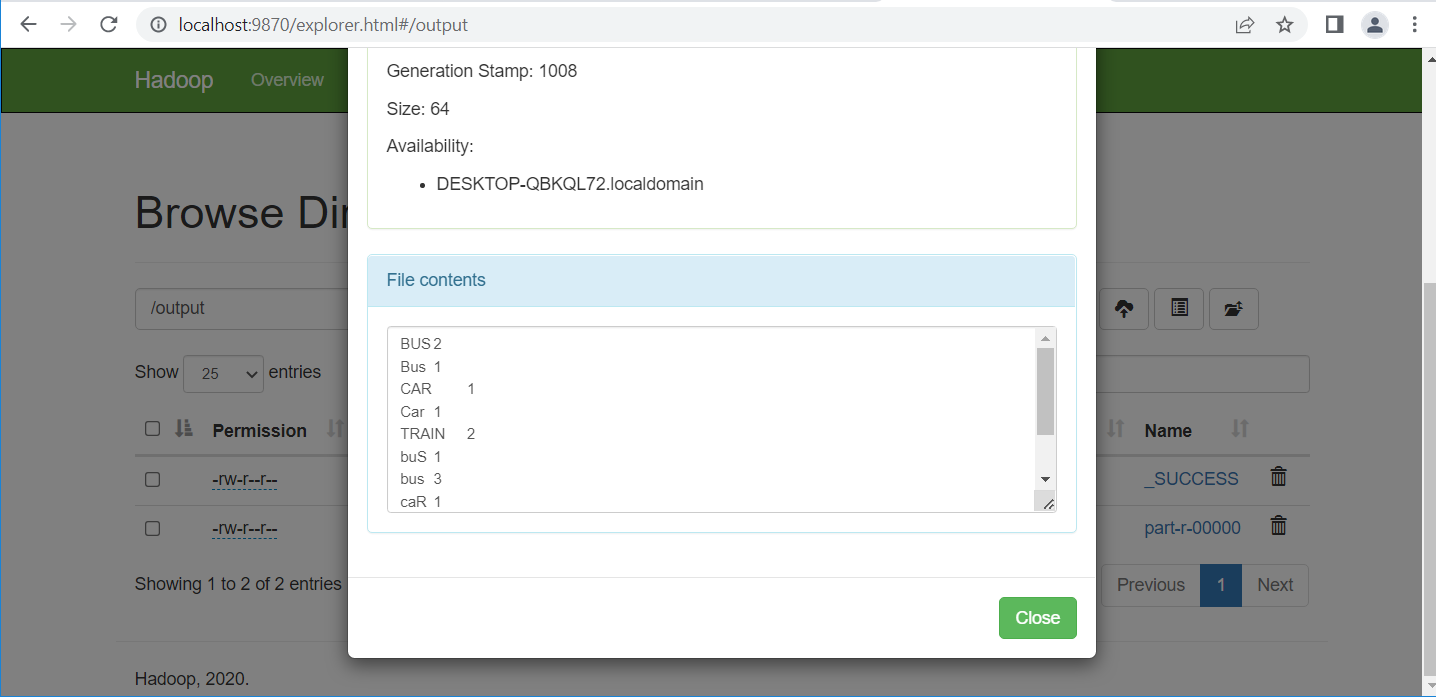 localhost:9870/explorer.html#/output
Hadoop Overview
Generation Stamp: 1008
Size: 64
Availability:
• DESKTOP-QBKQL72.localdomain
Browse Dir
File contents
/output
BUS 2
Bus 1
CAR 1
Car 1
TRAIN 2
buS 1
bus 3
caR 1
Show 25 entries
Permission Name
-rw-r--r-- _SUCCESS
-rw-r--r-- part-r-00000
Showing 1 to 2 of 2 entries
Previous 1 Next
Close
Hadoop, 2020.